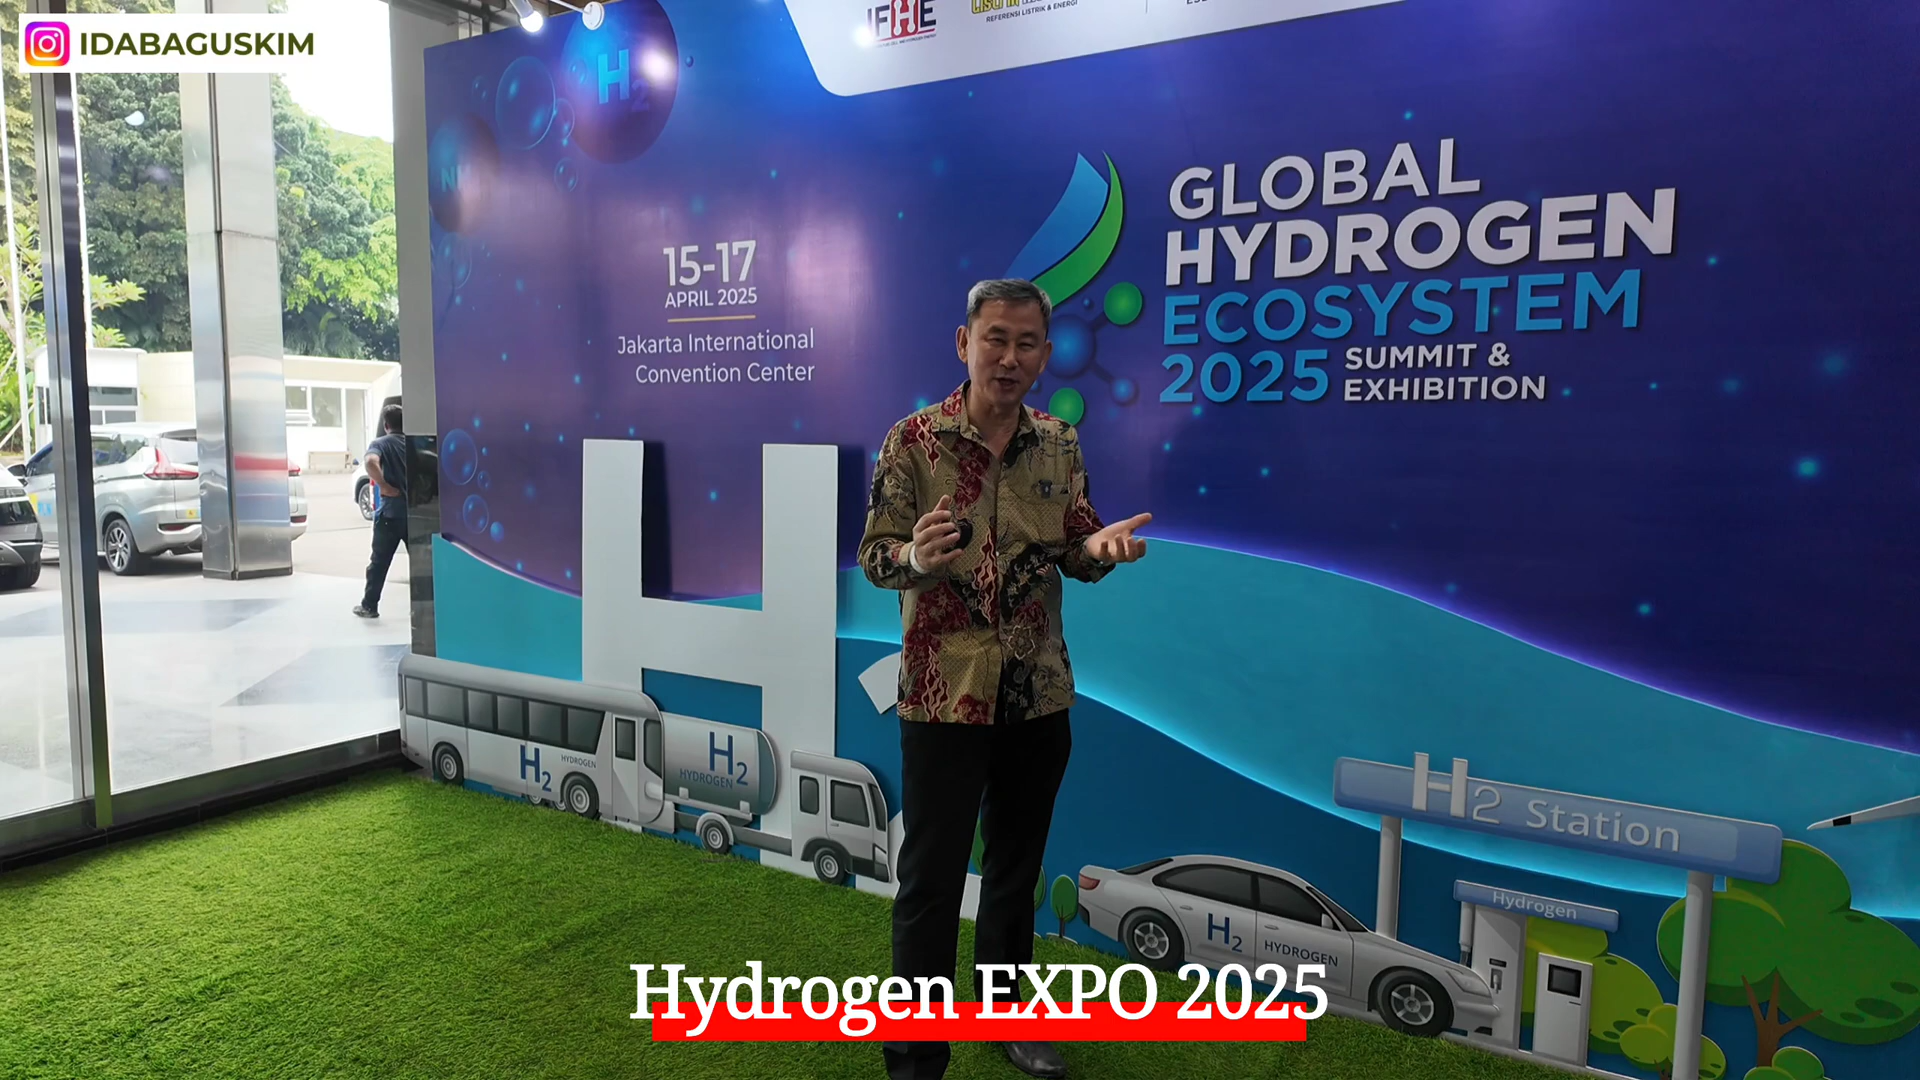 IDABAGUSKIM
IFHE
REFERENSI LISTRIK & ENERGI
H2
15-17
APRIL 2025
Jakarta International
Convention Center
GLOBAL
HYDROGEN
ECOSYSTEM
2025 SUMMIT &
EXHIBITION
H
H2 HYDROGEN
H2
HYDROGEN
H2 Station
Hydrogen
H2 HYDROGEN
Hydrogen EXPO 2025